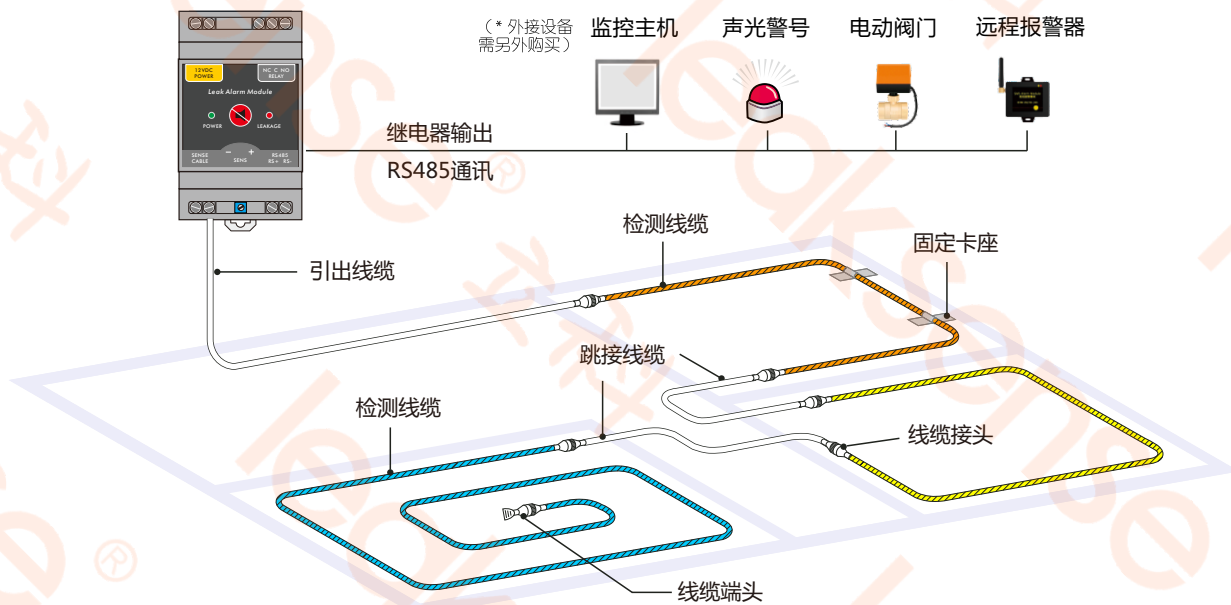 （* 外接设备
需另外购买）
监控主机
声光警号
电动阀门
远程报警器
12VDC
POWER
NC C NO
RELAY
Leak Alarm Module
POWER
LEAKAGE
SENSE
CABLE
− +
SENS
RS485
RS+ RS-
继电器输出
RS485通讯
引出线缆
检测线缆
固定卡座
跳接线缆
检测线缆
线缆接头
线缆端头
leaksense
立科
®